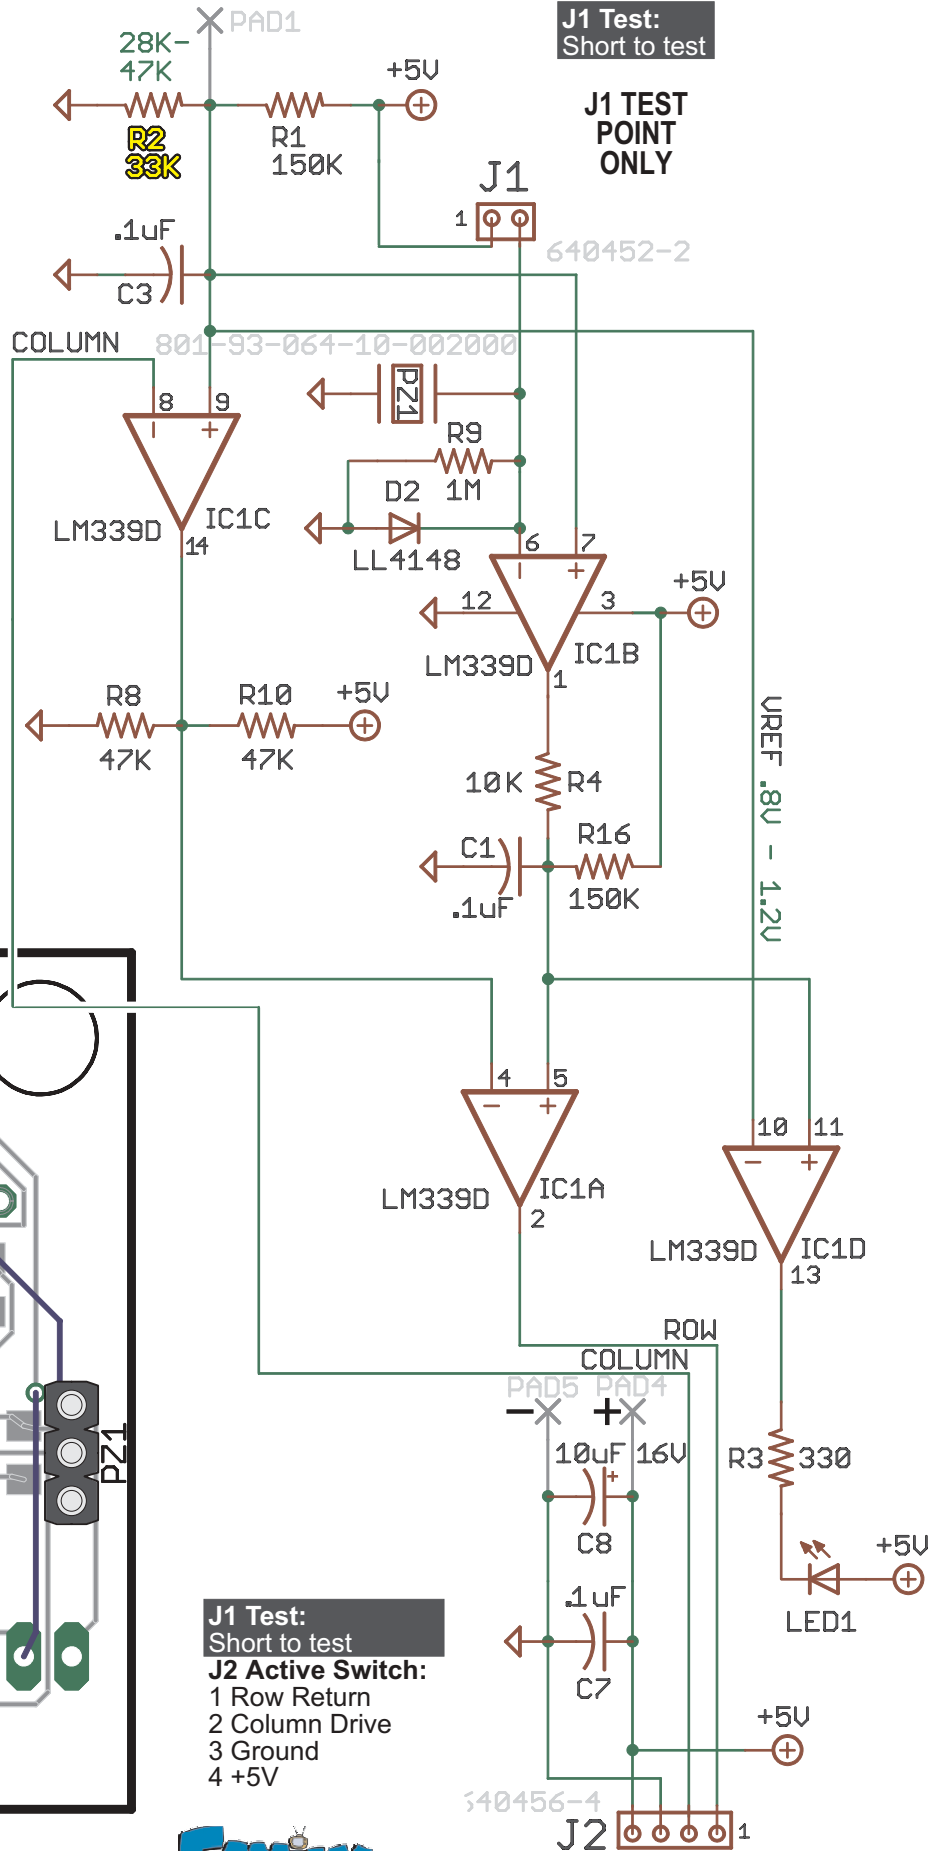 PAD1
J1 Test:
Short to test
28K-
47K
+5V
J1 TEST
POINT
ONLY
R2
33K
R1
150K
J1
1
.1uF
640452-2
C3
COLUMN
801-93-064-10-002000
8
9
PZ1
R9
1M
D2
LM339D
IC1C
14
LL4148
6
7
12
3
+5V
LM339D
IC1B
1
R8
R10
+5V
47K
47K
VREF .8V - 1.2V
10K
R4
C1
R16
.1uF
150K
4
5
10
11
LM339D
IC1A
2
LM339D
IC1D
13
ROW
COLUMN
PAD5
PAD4
10uF
16V
PZ1
R3
330
C8
+5V
.1uF
LED1
J1 Test:
Short to test
J2 Active Switch:
1 Row Return
2 Column Drive
3 Ground
4 +5V
C7
+5V
40456-4
J2
1